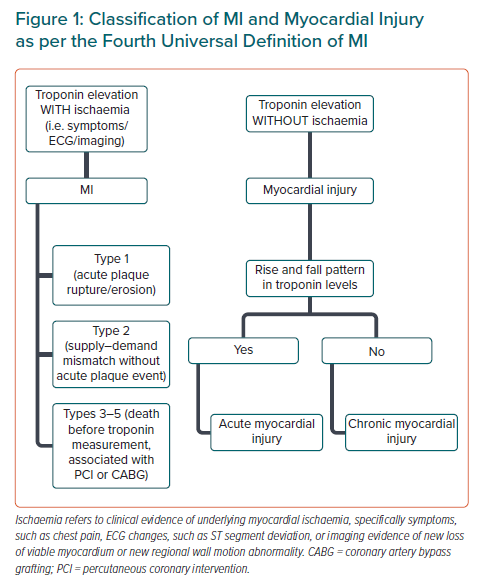 Figure 1: Classification of MI and Myocardial Injury
as per the Fourth Universal Definition of MI
Troponin elevation
WITH ischaemia
(i.e. symptoms/
ECG/imaging)
MI
Type 1
(acute plaque
rupture/erosion)
Type 2
(supply–demand
mismatch without
acute plaque event)
Types 3–5 (death
before troponin
measurement,
associated with
PCI or CABG)
Troponin elevation
WITHOUT ischaemia
Myocardial injury
Rise and fall pattern
in troponin levels
Yes
No
Acute myocardial
injury
Chronic myocardial
injury
Ischaemia refers to clinical evidence of underlying myocardial ischaemia, specifically symptoms,
such as chest pain, ECG changes, such as ST segment deviation, or imaging evidence of new loss
of viable myocardium or new regional wall motion abnormality. CABG = coronary artery bypass
grafting; PCI = percutaneous coronary intervention.